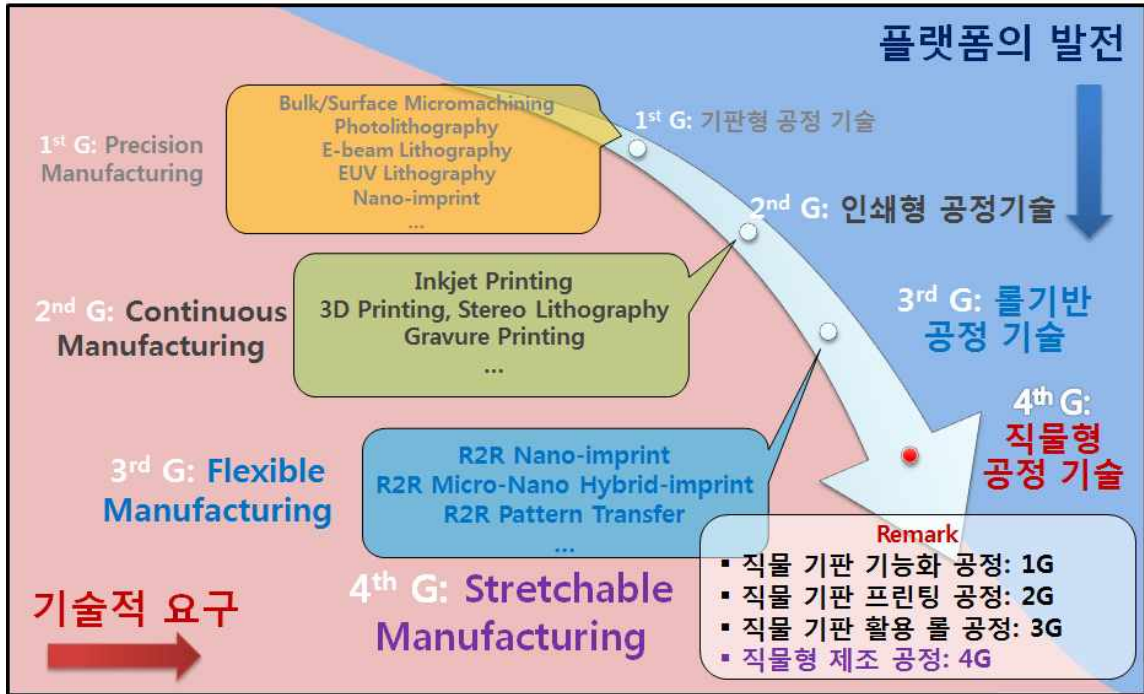 플랫폼의 발전
Bulk/Surface Micromachining
Photolithography
E-beam Lithography
EUV Lithography
Nano-imprint
...
1st G: Precision
Manufacturing
1st G: 기판형 공정 기술
2nd G: 인쇄형 공정기술
Inkjet Printing
3D Printing, Stereo Lithography
Gravure Printing
...
2nd G: Continuous
Manufacturing
3rd G: 롤기반
공정 기술
4th G:
직물형
공정 기술
R2R Nano-imprint
R2R Micro-Nano Hybrid-imprint
R2R Pattern Transfer
...
3rd G: Flexible
Manufacturing
4th G: Stretchable
Manufacturing
기술적 요구
Remark
▪ 직물 기판 기능화 공정: 1G
▪ 직물 기판 프린팅 공정: 2G
▪ 직물 기판 활용 롤 공정: 3G
▪ 직물형 제조 공정: 4G